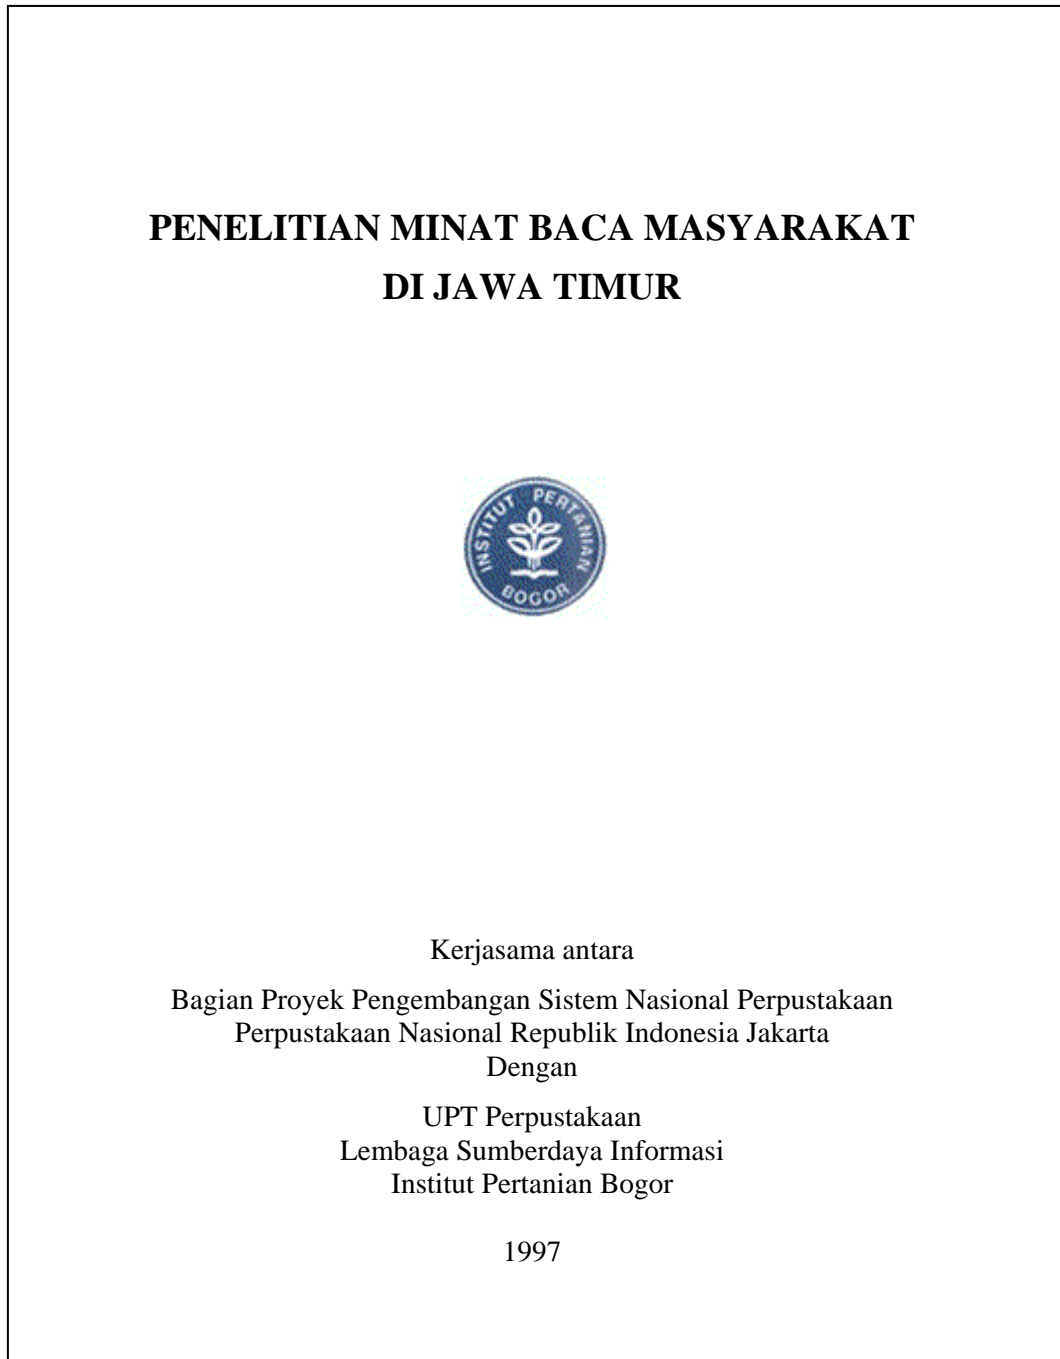 PENELITIAN MINAT BACA MASYARAKAT
DI JAWA TIMUR
INSTITUT PERTANIAN
BOGOR
Kerjasama antara
Bagian Proyek Pengembangan Sistem Nasional Perpustakaan
Perpustakaan Nasional Republik Indonesia Jakarta
Dengan
UPT Perpustakaan
Lembaga Sumberdaya Informasi
Institut Pertanian Bogor
1997